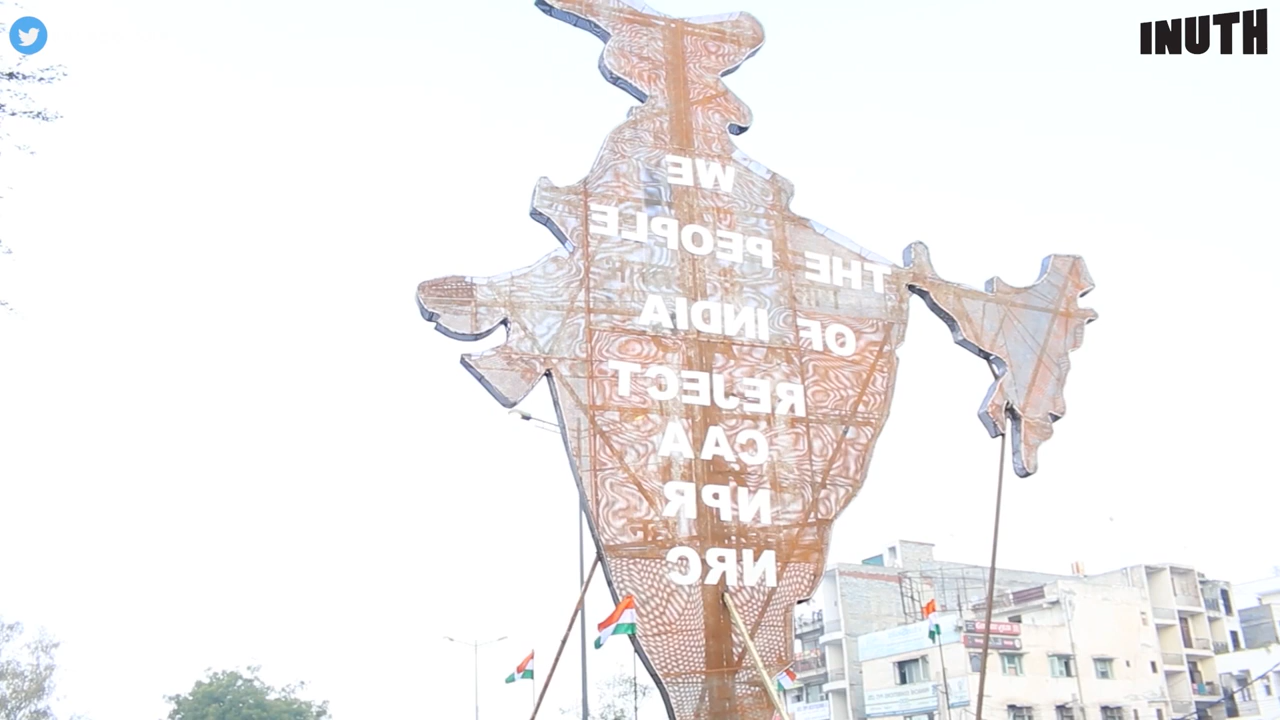 INUTH
WE
THE PEOPLE
OF INDIA
REJECT
CAA
NPR
NRC